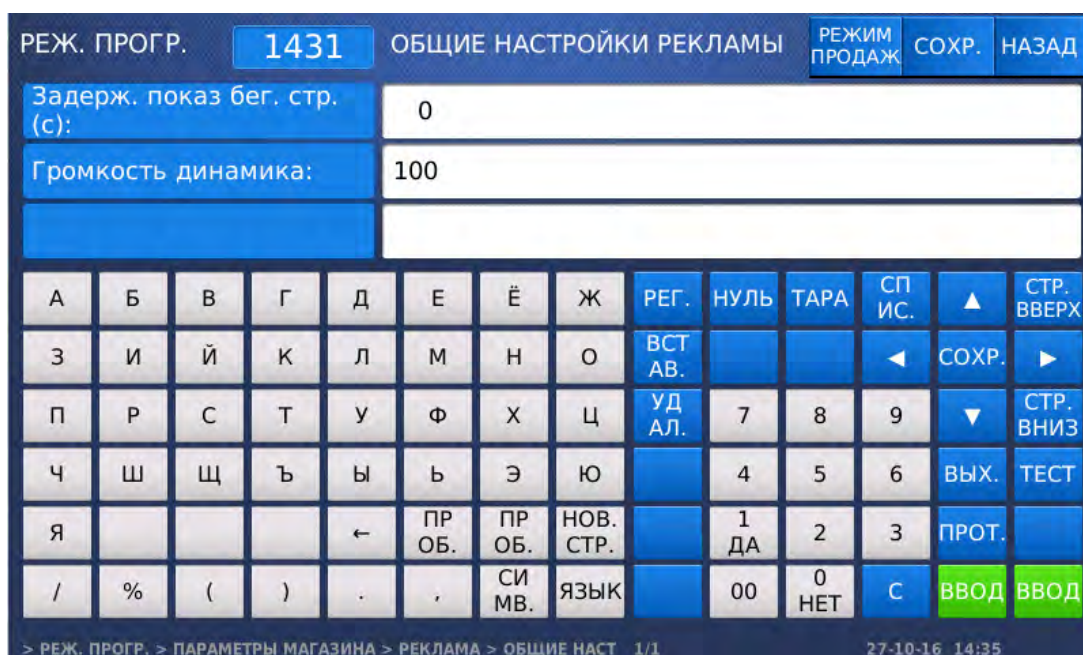 РЕЖ. ПРОГР. 1431 ОБЩИЕ НАСТРОЙКИ РЕКЛАМЫ РЕЖИМ ПРОДАЖ СОХР. НАЗАД
Задерж. показ бег. стр. (с): 0
Громкость динамика: 100
А Б В Г Д Е Ё Ж РЕГ. НУЛЬ ТАРА СП ИС. ▲ СТР. ВВЕРХ
З И Й К Л М Н О ВСТ АВ. ◀ СОХР. ▶
П Р С Т У Ф Х Ц УД АЛ. 7 8 9 ▼ СТР. ВНИЗ
Ч Ш Щ Ъ Ы Ь Э Ю 4 5 6 ВЫХ. ТЕСТ
Я ← ПР ОБ. ПР ОБ. НОВ. СТР. 1 ДА 2 3 ПРОТ.
/ % ( ) . , СИ МВ. ЯЗЫК 00 0 НЕТ С ВВОД ВВОД
> РЕЖ. ПРОГР. > ПАРАМЕТРЫ МАГАЗИНА > РЕКЛАМА > ОБЩИЕ НАСТ 1/1 27-10-16 14:35